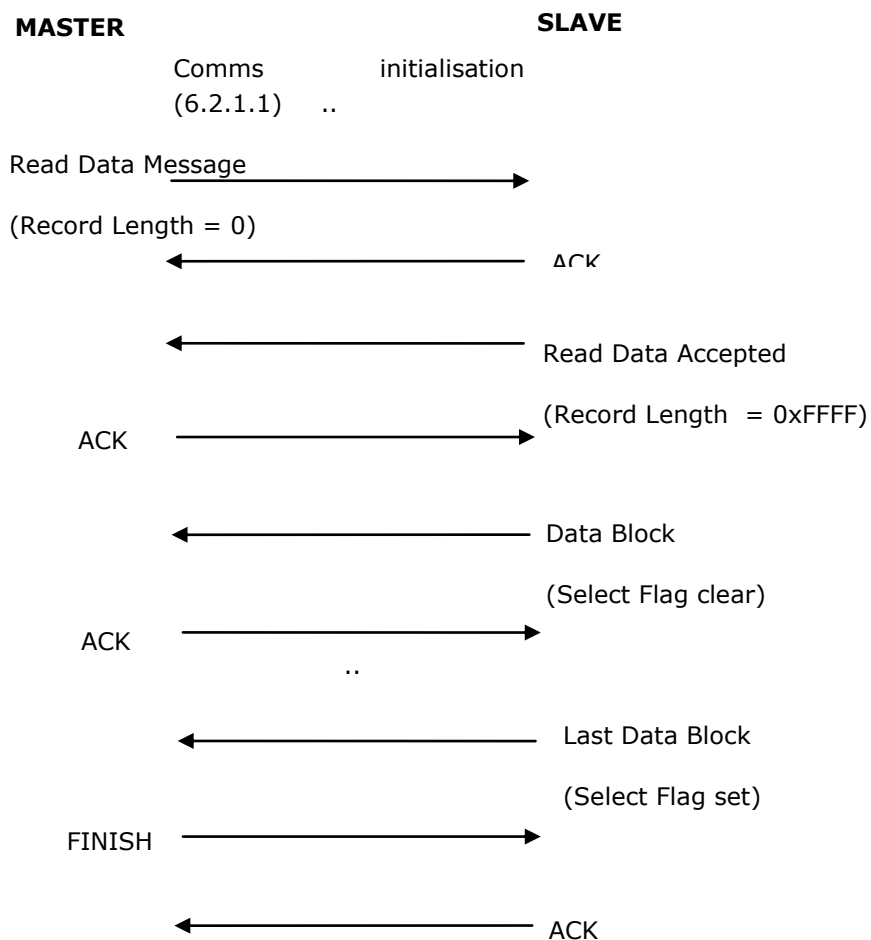 MASTER
SLAVE
Comms initialisation
(6.2.1.1) ..
Read Data Message
(Record Length = 0)
ACK
Read Data Accepted
(Record Length = 0xFFFF)
ACK
Data Block
(Select Flag clear)
ACK
..
Last Data Block
(Select Flag set)
FINISH
ACK